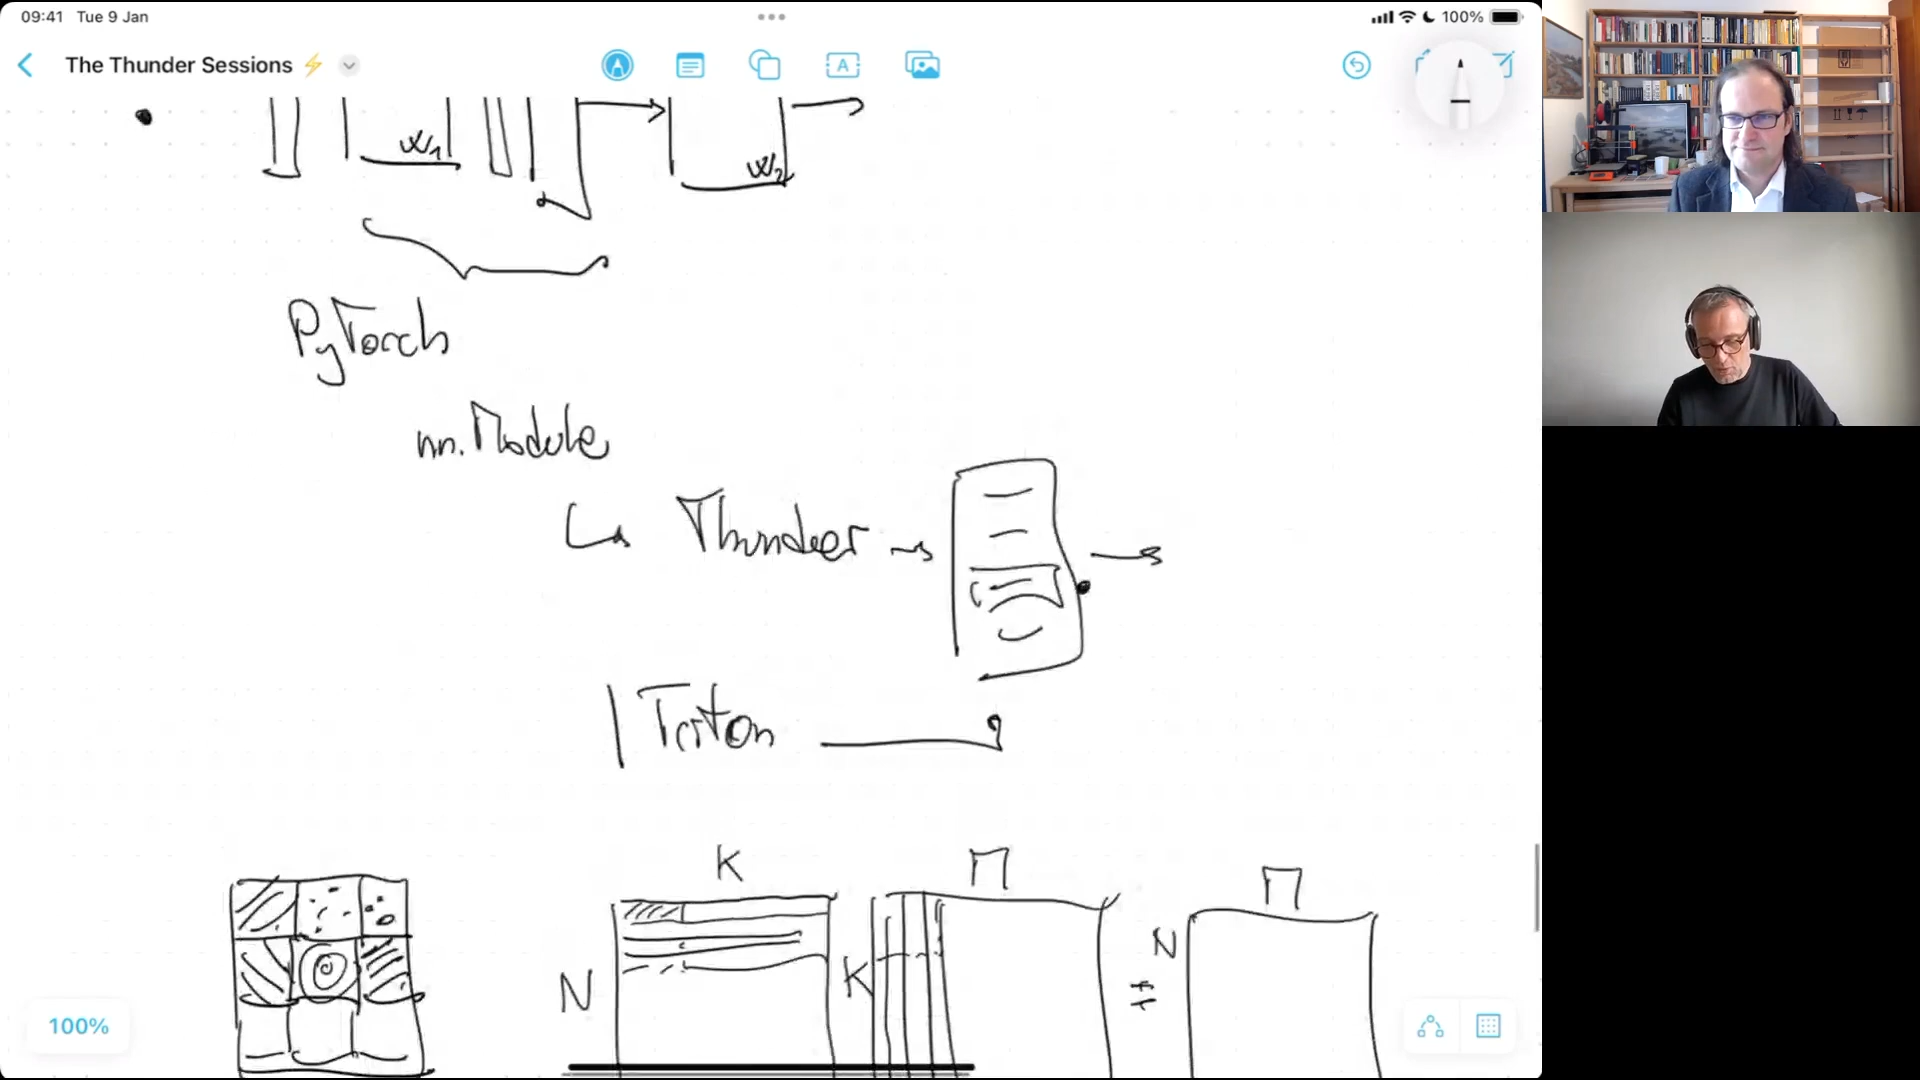 09:41 Tue 9 Jan
100%
The Thunder Sessions ⚡
A
W1
W2
PyTorch
nn.Module
Thunder
Triton
K
M
M
N
K
=
N
100%